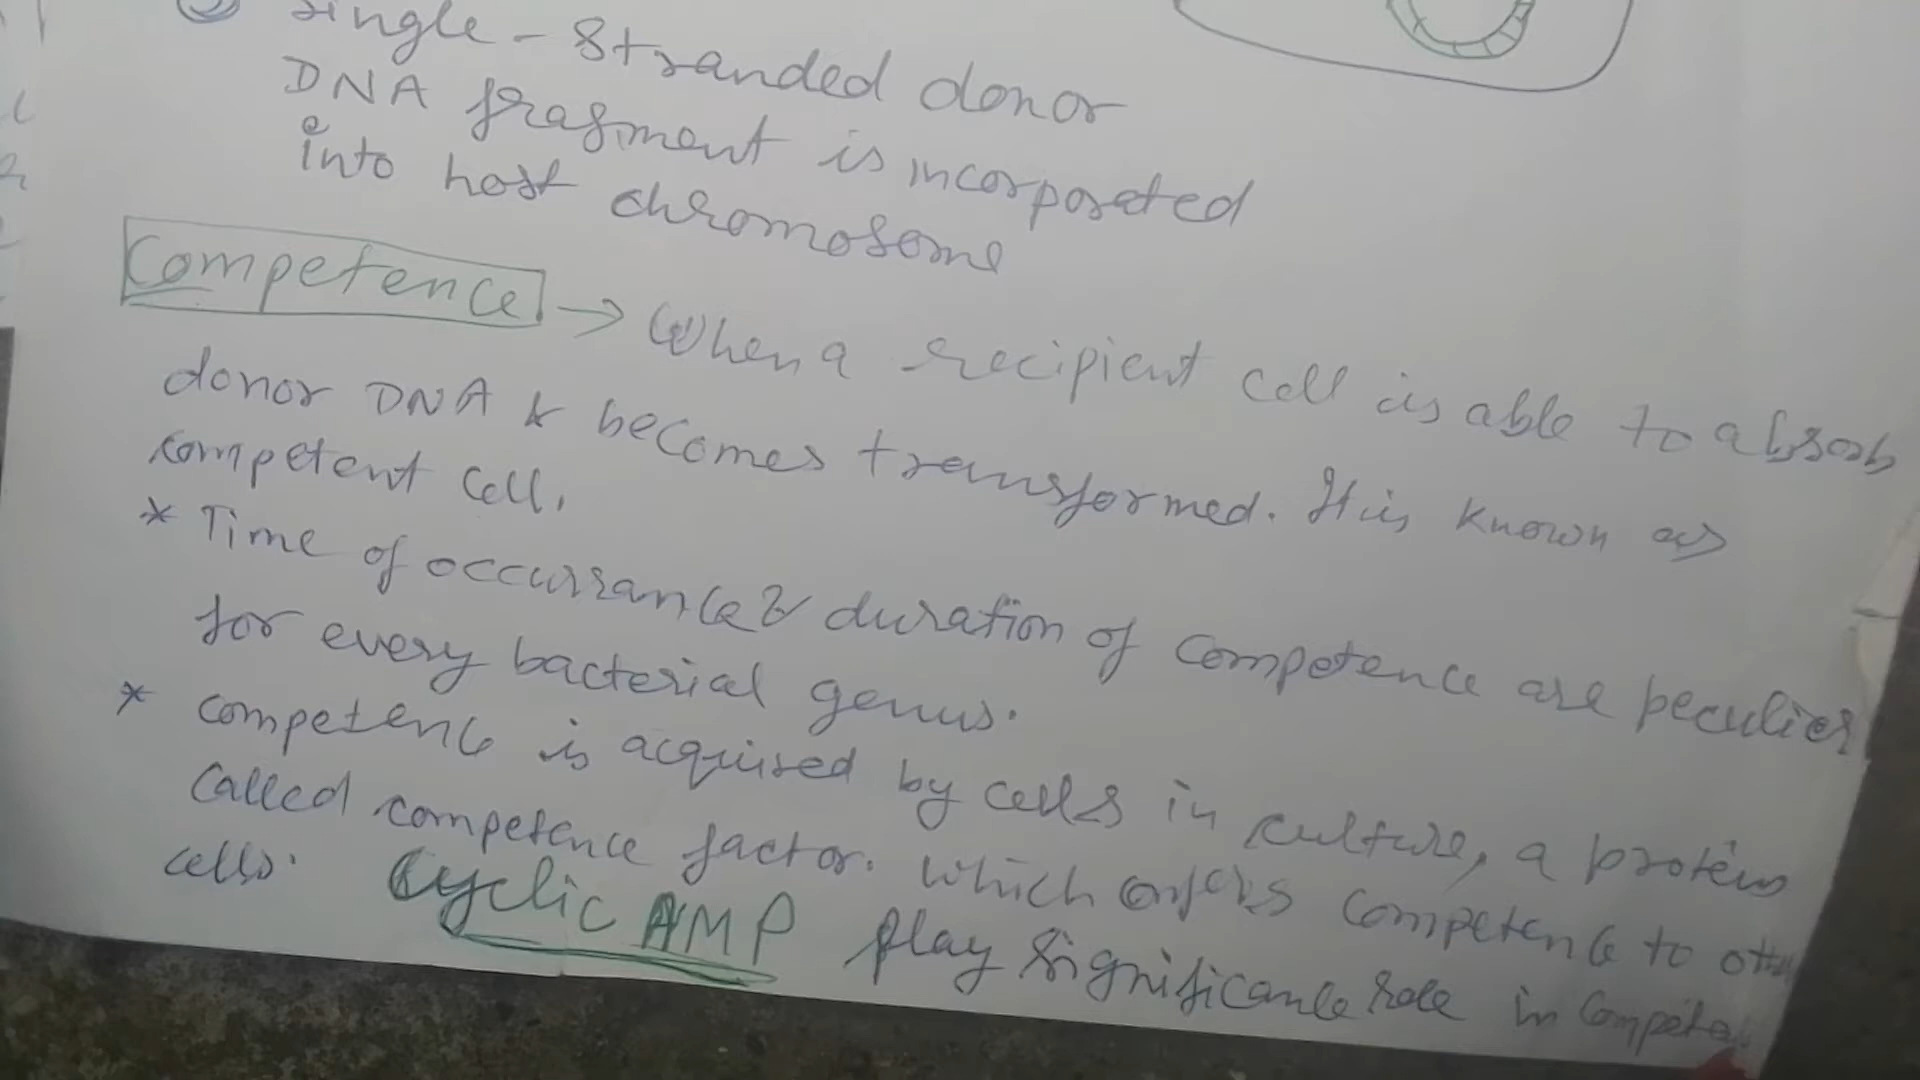 Single-Stranded donor
DNA fragment is incorporated
into host chromosome
Competence → When a recipient cell is able to absorb
donor DNA & becomes transformed. It is known as
competent cell.
* Time of occurrance & duration of competence are peculier
for every bacterial genus.
* competence is acquired by cells in culture, a protein
called competence factor. which confers competence to
cells. Cyclic AMP play significance role in